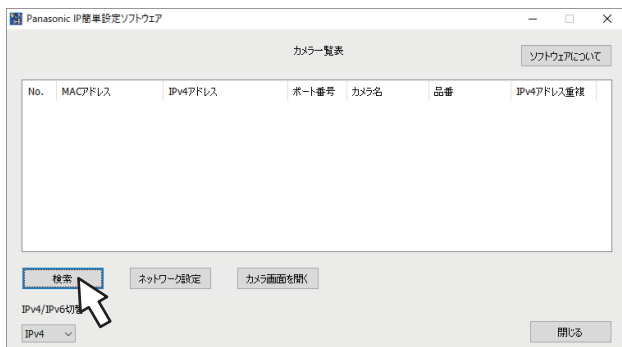 Panasonic IP簡単設定ソフトウェア
カメラ一覧表
ソフトウェアについて
No. MACアドレス IPv4アドレス ポート番号 カメラ名 品番 IPv4アドレス重複
検索 ネットワーク設定 カメラ画面を開く
IPv4/IPv6切替
IPv4
閉じる